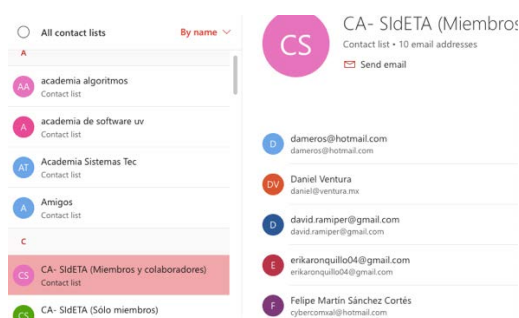 All contact lists
By name
A
AA
academia algoritmos
Contact list
A
academia de software uv
Contact list
AT
Academia Sistemas Tec
Contact list
A
Amigos
Contact list
C
CS
CA- SIdETA (Miembros y colaboradores)
Contact list
CS
CA- SIdETA (Sólo miembros)
CS
CA- SIdETA (Miembros
Contact list • 10 email addresses
Send email
D
dameros@hotmail.com
dameros@hotmail.com
DV
Daniel Ventura
daniel@ventura.mx
D
david.ramiper@gmail.com
david.ramiper@gmail.com
E
erikaronquillo04@gmail.com
erikaronquillo04@gmail.com
F
Felipe Martín Sánchez Cortés
cybercomxal@hotmail.com